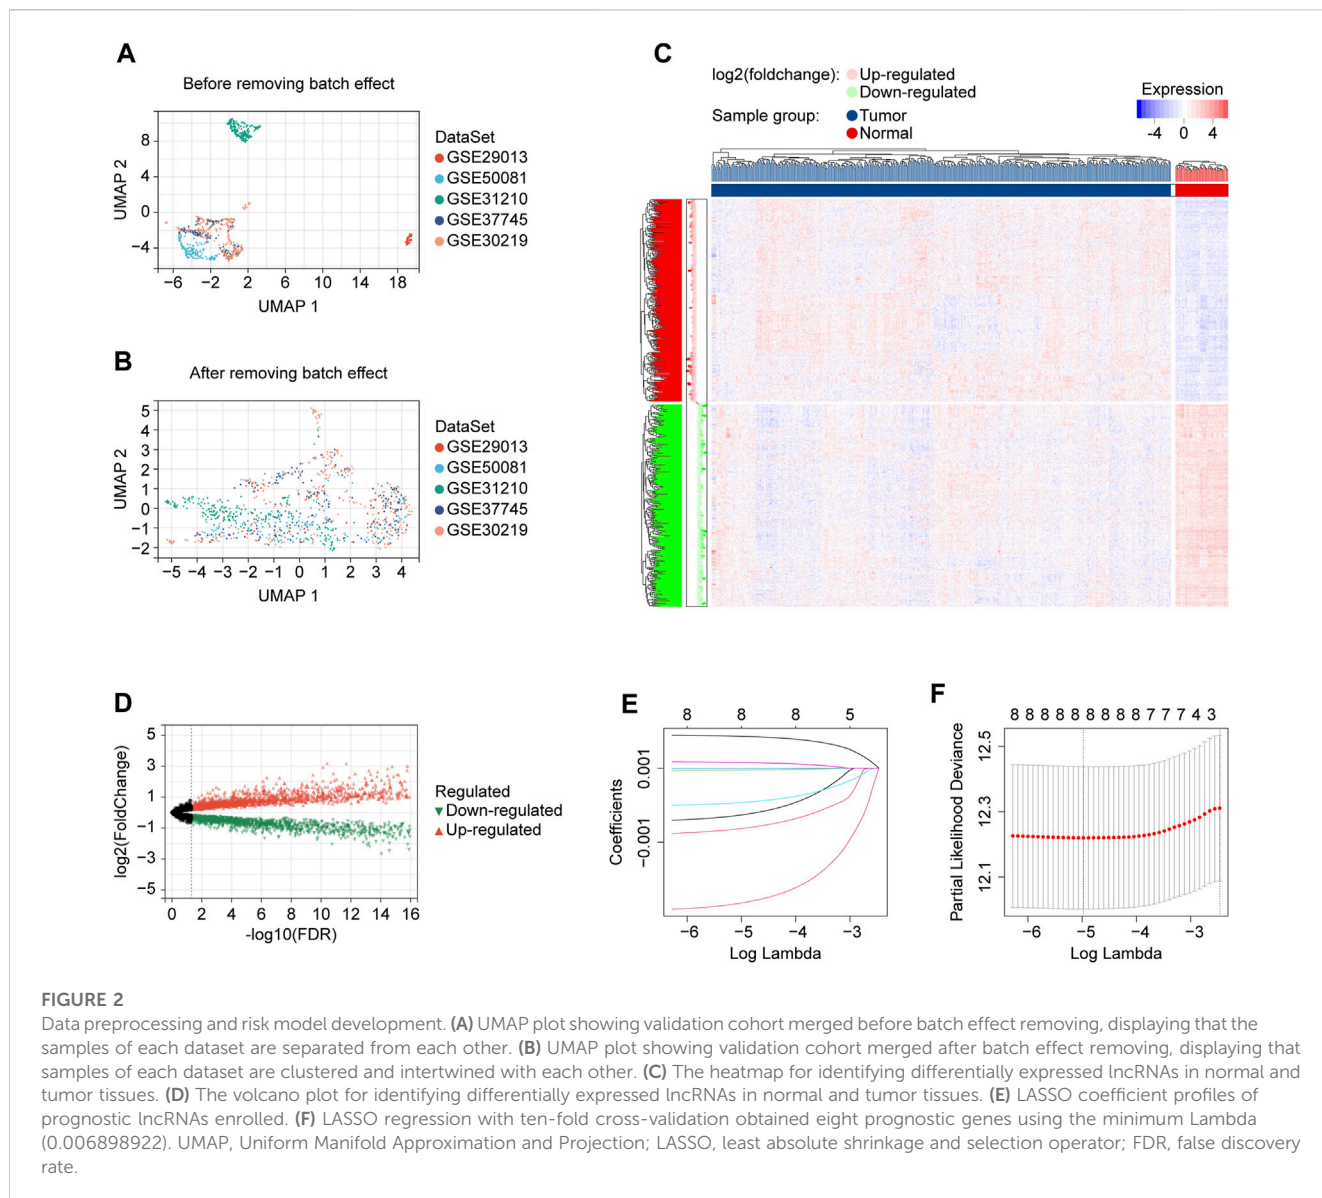 A
Before removing batch effect
UMAP 2
8
4
0
−4
−6 −2 2 6 10 14 18
UMAP 1
DataSet
GSE29013
GSE50081
GSE31210
GSE37745
GSE30219
B
After removing batch effect
UMAP 2
5
4
3
2
1
0
−1
−2
−5 −4 −3 −2 −1 0 1 2 3 4
UMAP 1
DataSet
GSE29013
GSE50081
GSE31210
GSE37745
GSE30219
C
log2(foldchange): Up-regulated
Down-regulated
Sample group: Tumor
Normal
Expression
-4 0 4
D
log2(FoldChange)
5
3
1
−1
−3
−5
0 2 4 6 8 10 12 14 16
-log10(FDR)
Regulated
Down-regulated
Up-regulated
E
8 8 8 5
Coefficients
0.001
−0.001
−6 −5 −4 −3
Log Lambda
F
8 8 8 8 8 8 8 8 8 7 7 7 4 3
Partial Likelihood Deviance
12.5
12.3
12.1
−6 −5 −4 −3
Log Lambda
FIGURE 2
Data preprocessing and risk model development. (A) UMAP plot showing validation cohort merged before batch effect removing, displaying that the
samples of each dataset are separated from each other. (B) UMAP plot showing validation cohort merged after batch effect removing, displaying that
samples of each dataset are clustered and intertwined with each other. (C) The heatmap for identifying differentially expressed lncRNAs in normal and
tumor tissues. (D) The volcano plot for identifying differentially expressed lncRNAs in normal and tumor tissues. (E) LASSO coefficient profiles of
prognostic lncRNAs enrolled. (F) LASSO regression with ten-fold cross-validation obtained eight prognostic genes using the minimum Lambda
(0.006898922). UMAP, Uniform Manifold Approximation and Projection; LASSO, least absolute shrinkage and selection operator; FDR, false discovery
rate.